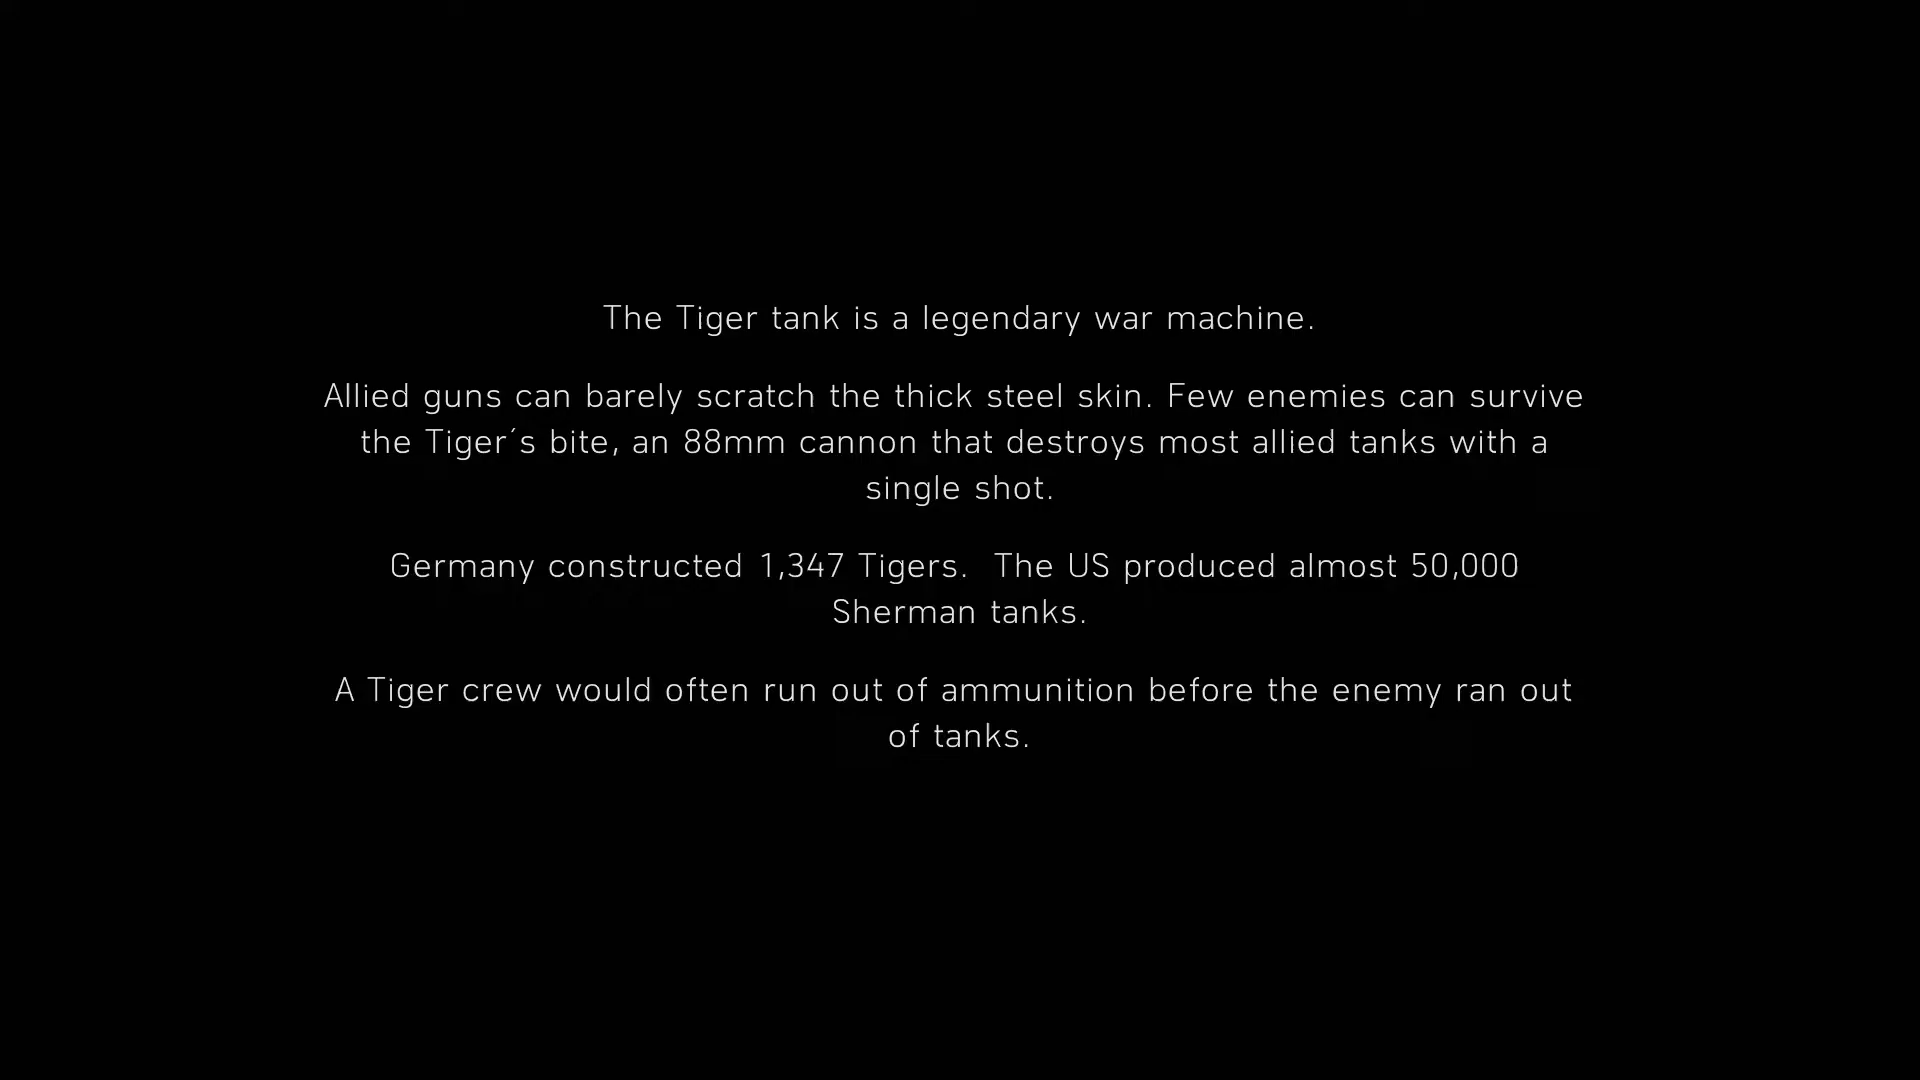 The Tiger tank is a legendary war machine.
Allied guns can barely scratch the thick steel skin. Few enemies can survive
the Tiger´s bite, an 88mm cannon that destroys most allied tanks with a
single shot.
Germany constructed 1,347 Tigers.  The US produced almost 50,000
Sherman tanks.
A Tiger crew would often run out of ammunition before the enemy ran out
of tanks.